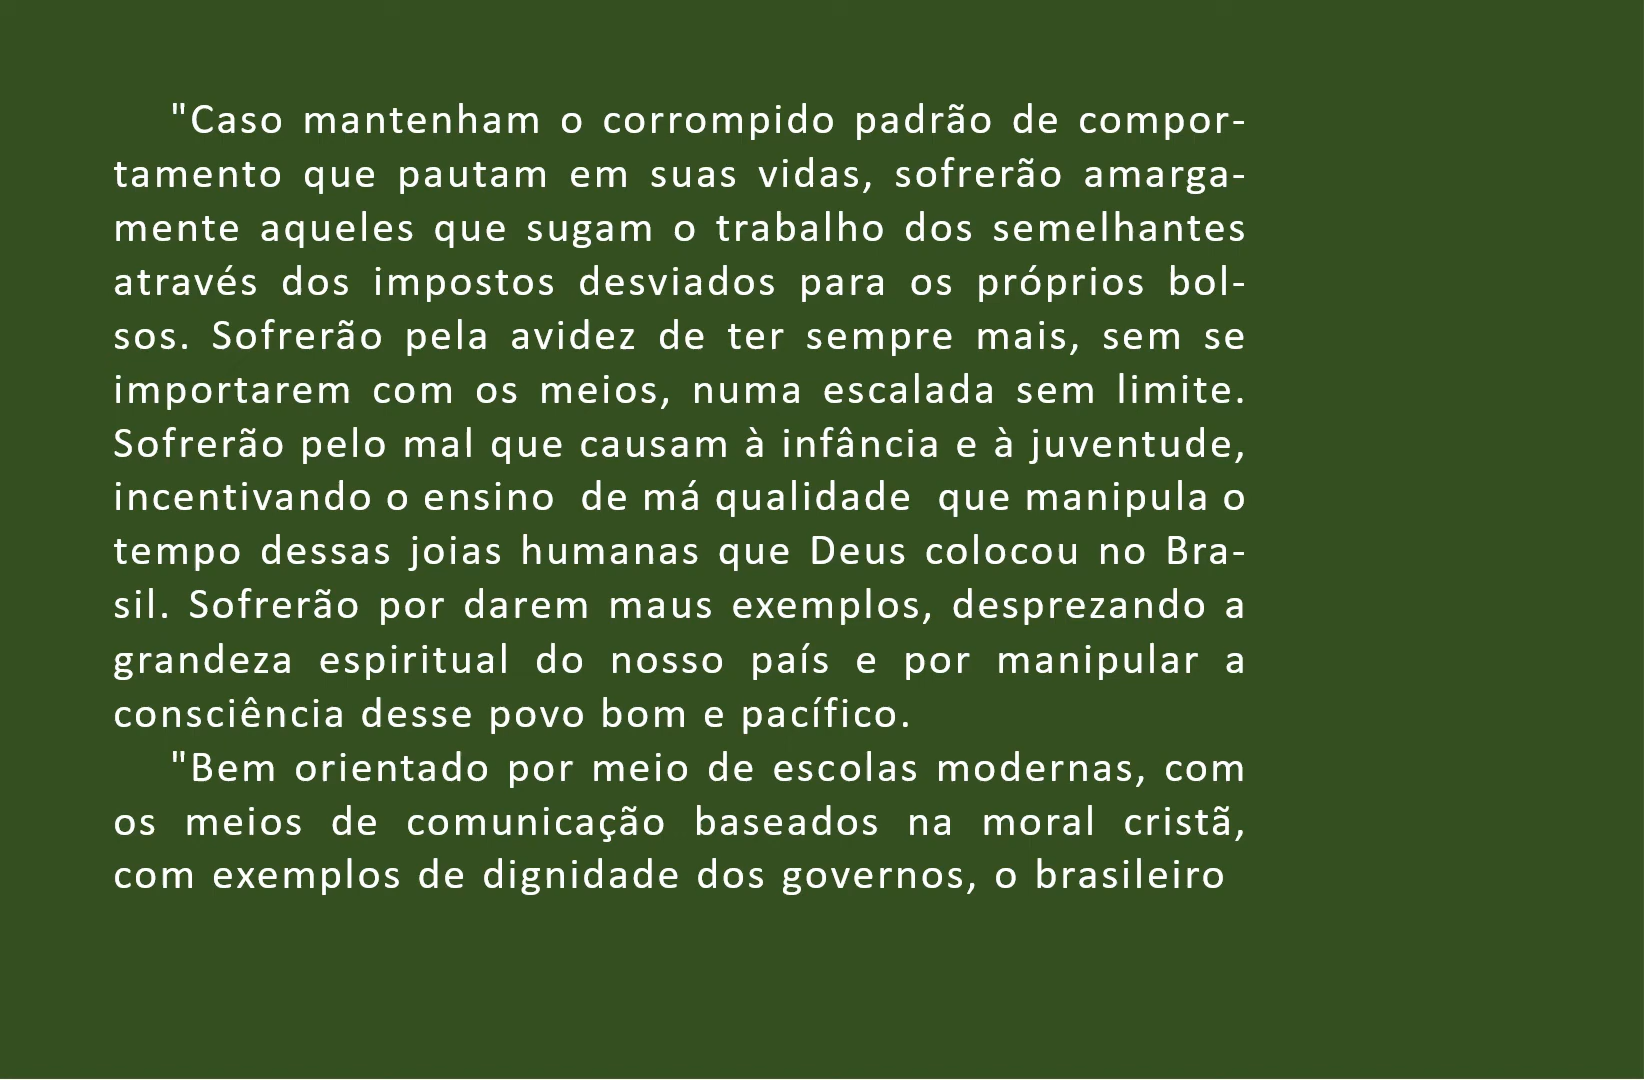 "Caso mantenham o corrompido padrão de compor-
tamento que pautam em suas vidas, sofrerão amarga-
mente aqueles que sugam o trabalho dos semelhantes
através dos impostos desviados para os próprios bol-
sos. Sofrerão pela avidez de ter sempre mais, sem se
importarem com os meios, numa escalada sem limite.
Sofrerão pelo mal que causam à infância e à juventude,
incentivando o ensino de má qualidade que manipula o
tempo dessas joias humanas que Deus colocou no Bra-
sil. Sofrerão por darem maus exemplos, desprezando a
grandeza espiritual do nosso país e por manipular a
consciência desse povo bom e pacífico.
"Bem orientado por meio de escolas modernas, com
os meios de comunicação baseados na moral cristã,
com exemplos de dignidade dos governos, o brasileiro